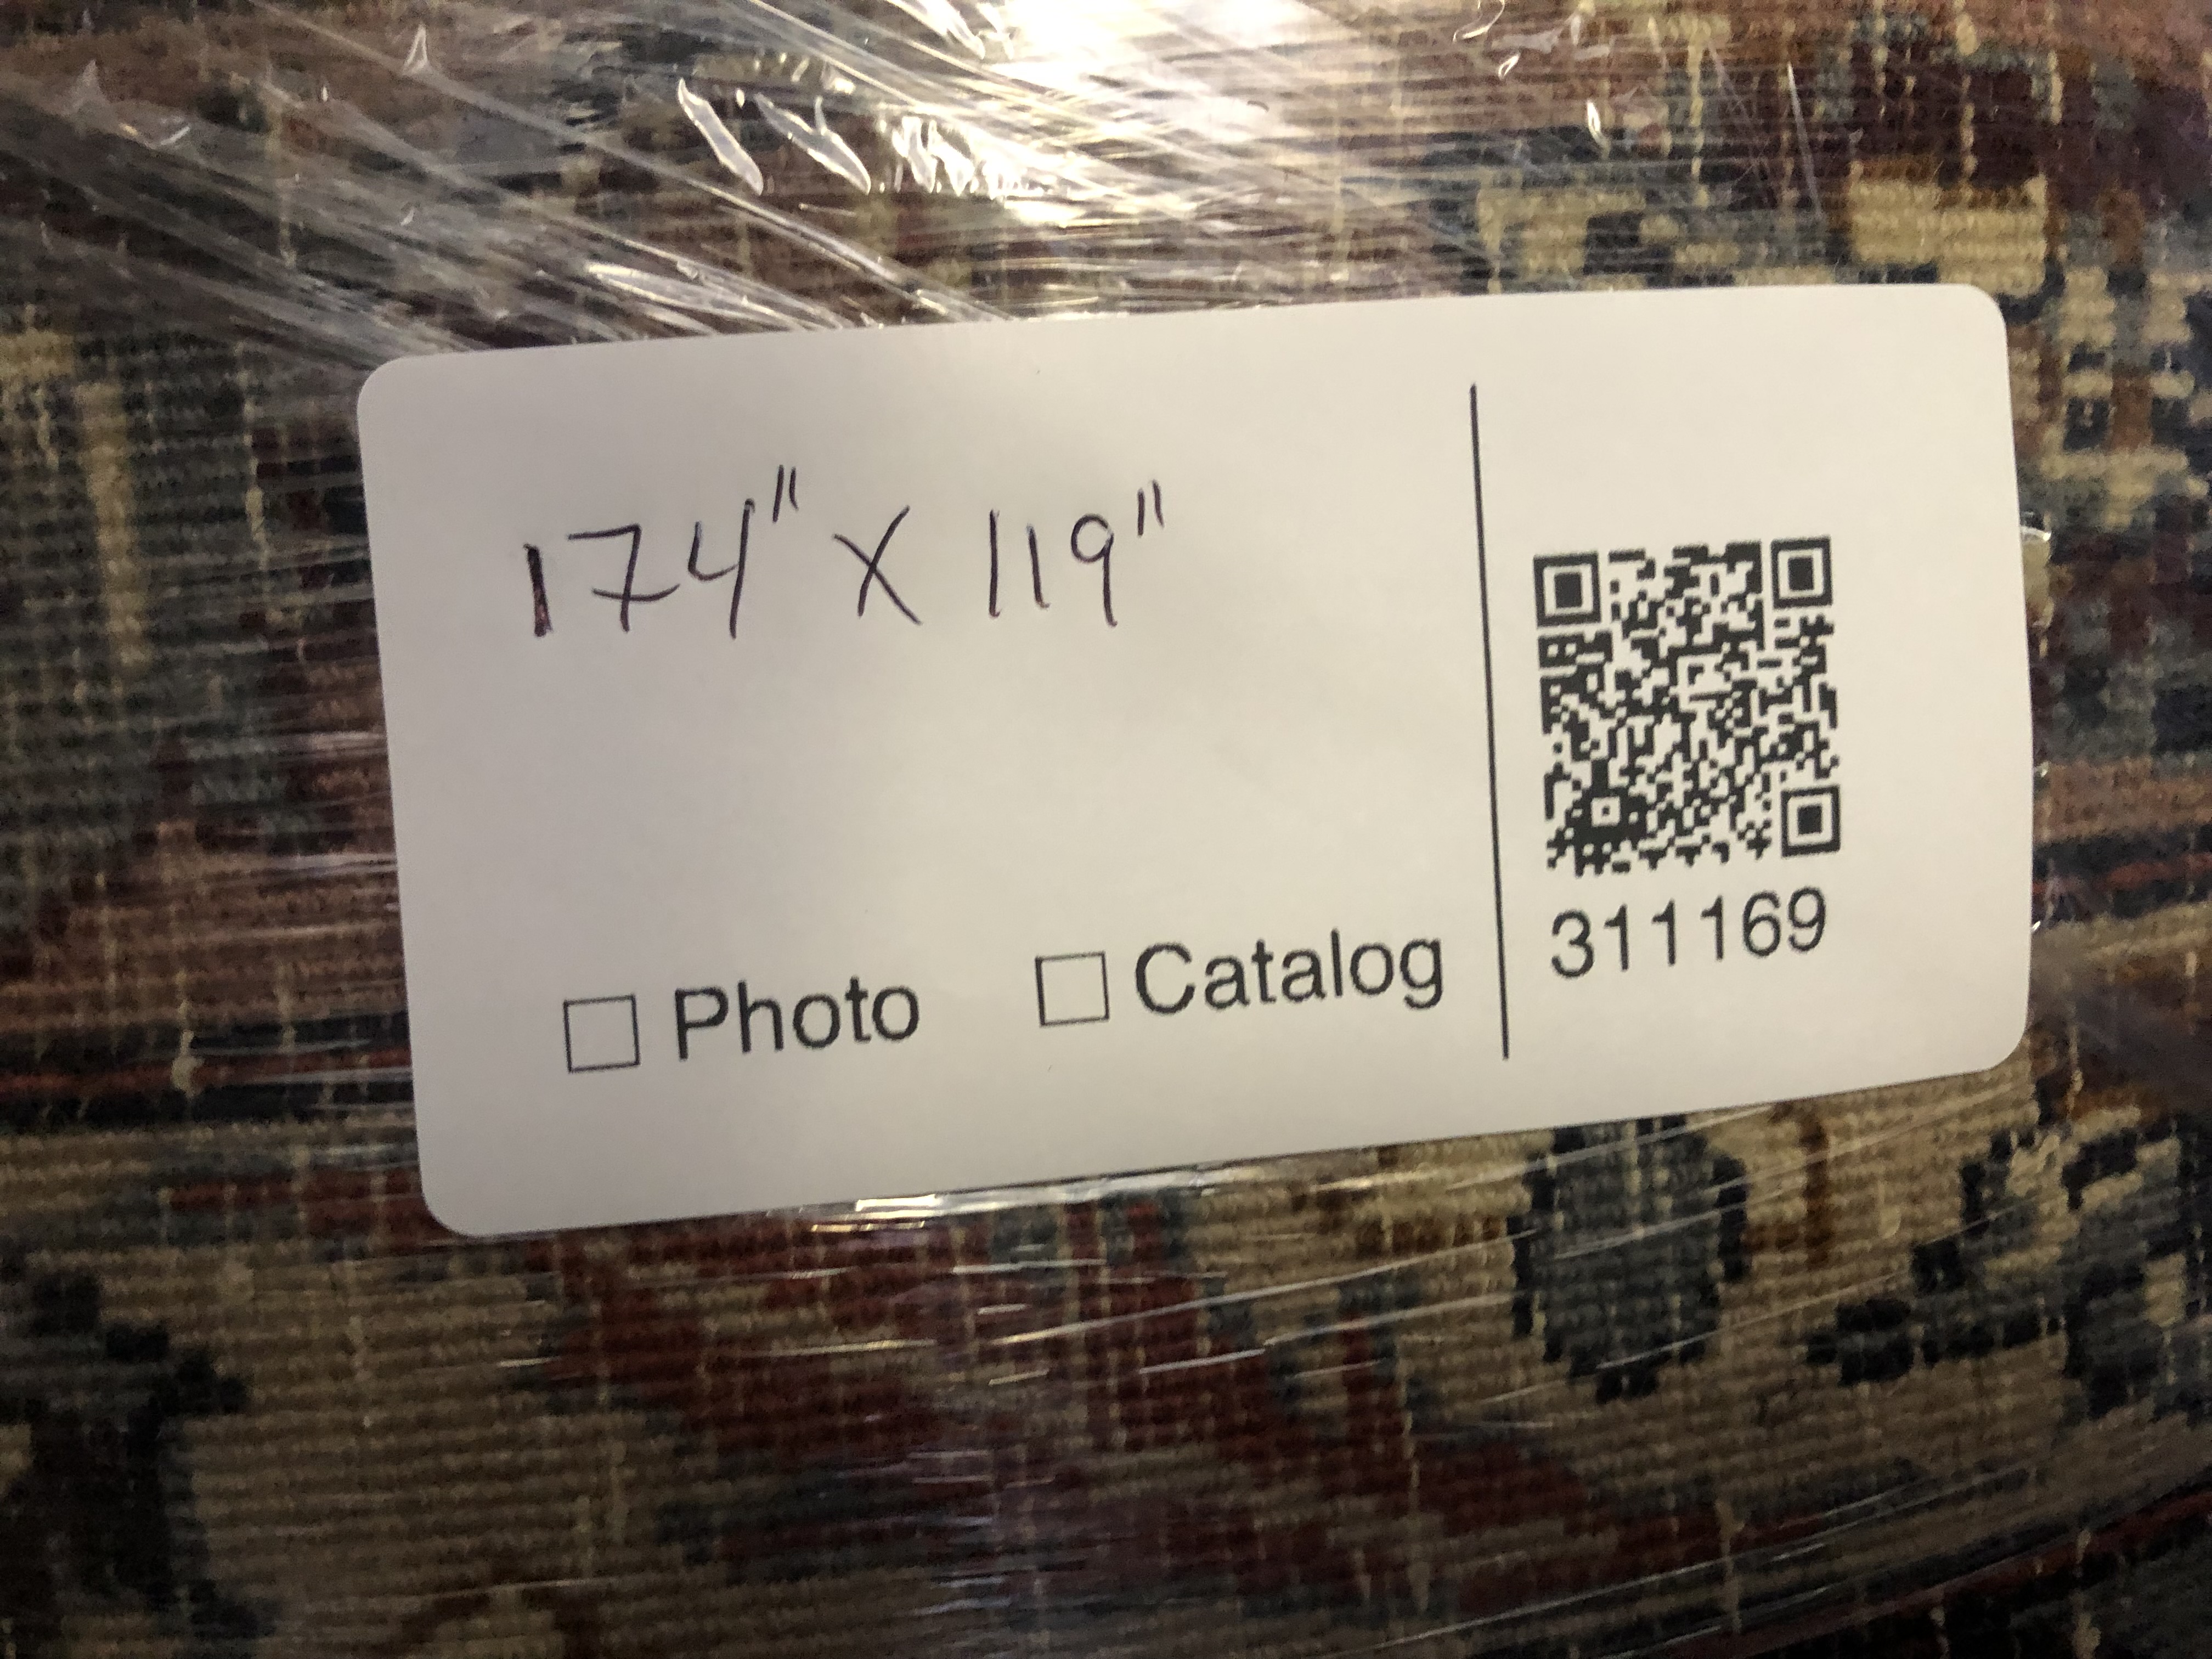 174" X 119"
☐ Photo ☐ Catalog
311169